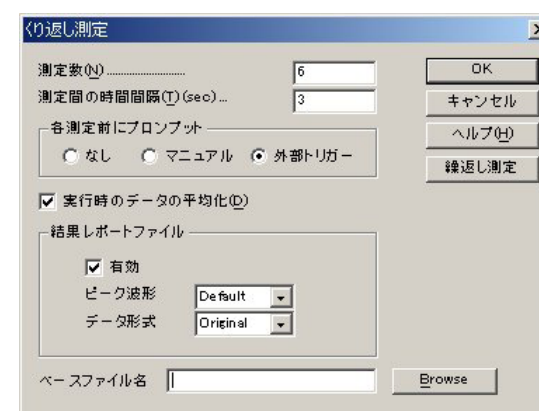 くり返し測定
測定数(N).......................... 6
測定間の時間間隔(T)(sec)... 3
各測定前にプロンプット
なし マニュアル 外部トリガー
実行時のデータの平均化(D)
結果レポートファイル
有効
ピーク波形 Default
データ形式 Original
ベースファイル名
Browse
OK
キャンセル
ヘルプ(H)
繰返し測定